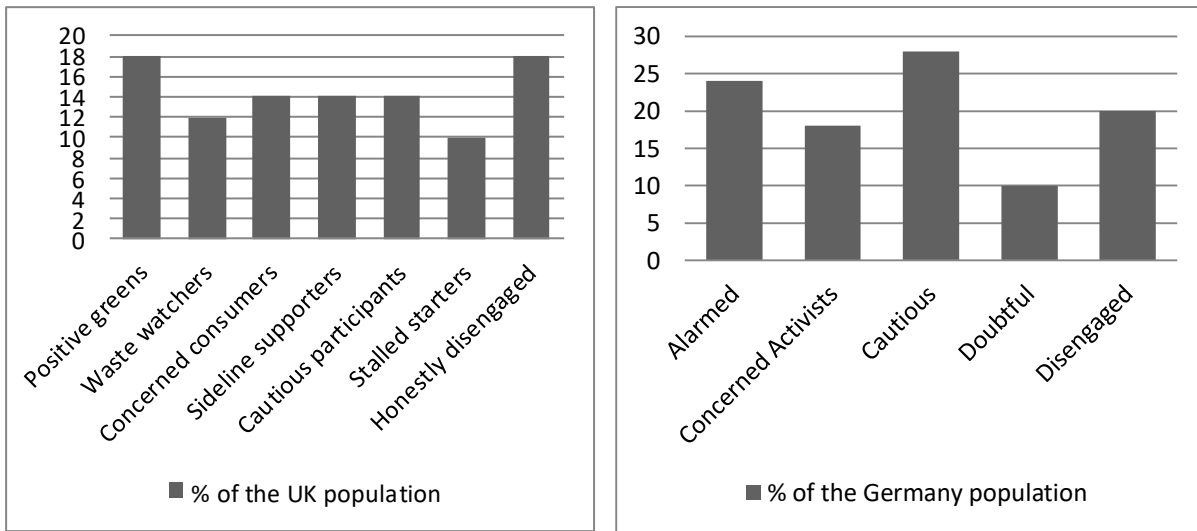 20
18
16
14
12
10
8
6
4
2
0
Positive greens
Waste watchers
Concerned consumers
Sideline supporters
Cautious participants
Stalled starters
Honestly disengaged
% of the UK population
30
25
20
15
10
5
0
Alarmed
Concerned Activists
Cautious
Doubtful
Disengaged
% of the Germany population